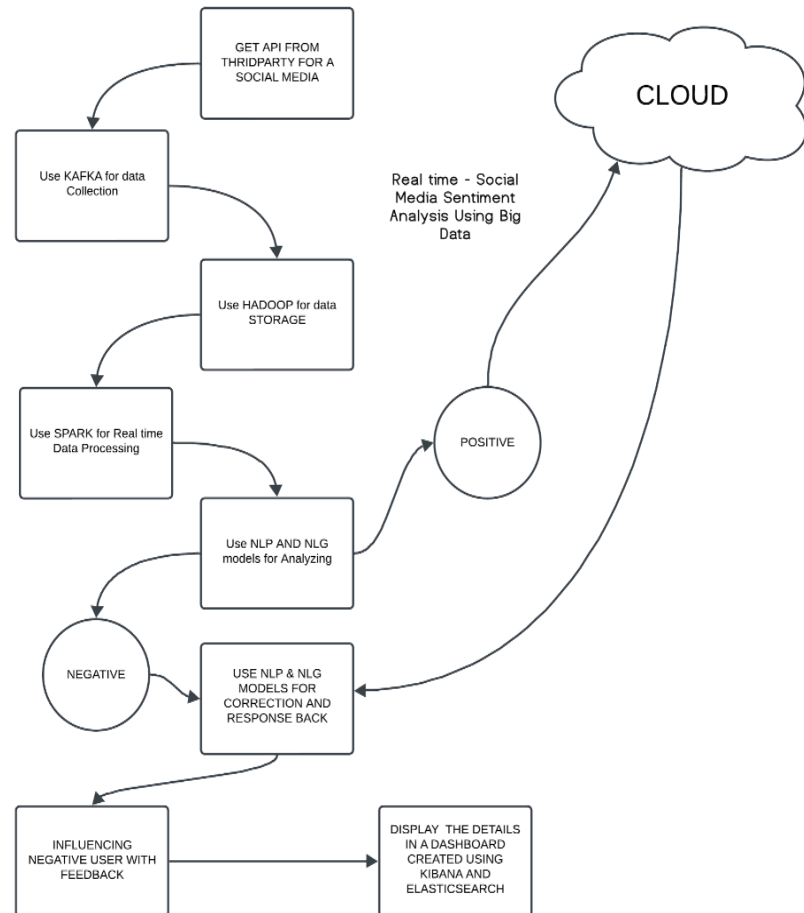 GET API FROM
THRIDPARTY FOR A
SOCIAL MEDIA
CLOUD
Use KAFKA for data
Collection
Real time - Social
Media Sentiment
Analysis Using Big
Data
Use HADOOP for data
STORAGE
Use SPARK for Real time
Data Processing
POSITIVE
Use NLP AND NLG
models for Analyzing
NEGATIVE
USE NLP & NLG
MODELS FOR
CORRECTION AND
RESPONSE BACK
INFLUENCING
NEGATIVE USER WITH
FEEDBACK
DISPLAY THE DETAILS
IN A DASHBOARD
CREATED USING
KIBANA AND
ELASTICSEARCH